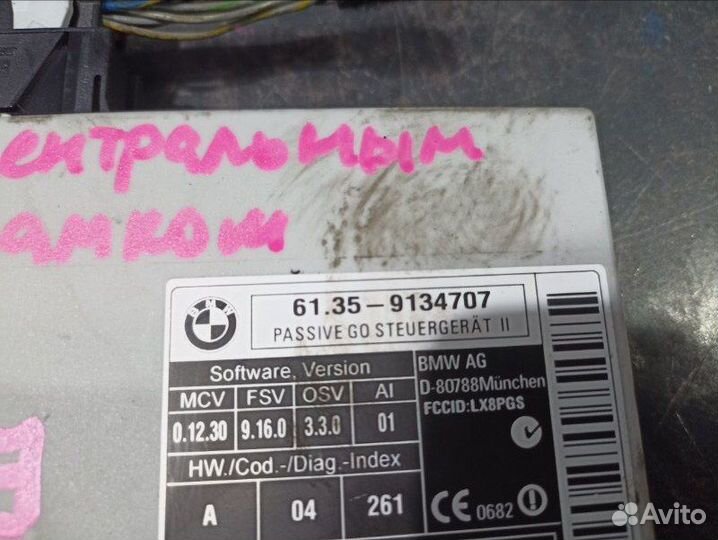 ентральным
амком
BMW
61.35-9134707
PASSIVE GO STEUERGERÄT II
Software, Version
MCV FSV OSV AI
0.12.30 9.16.0 3.3.0 01
HW./Cod.-/Diag.-Index
A 04 261
BMW AG
D-80788München
FCCID:LX8PGS
CE 0682
Avito